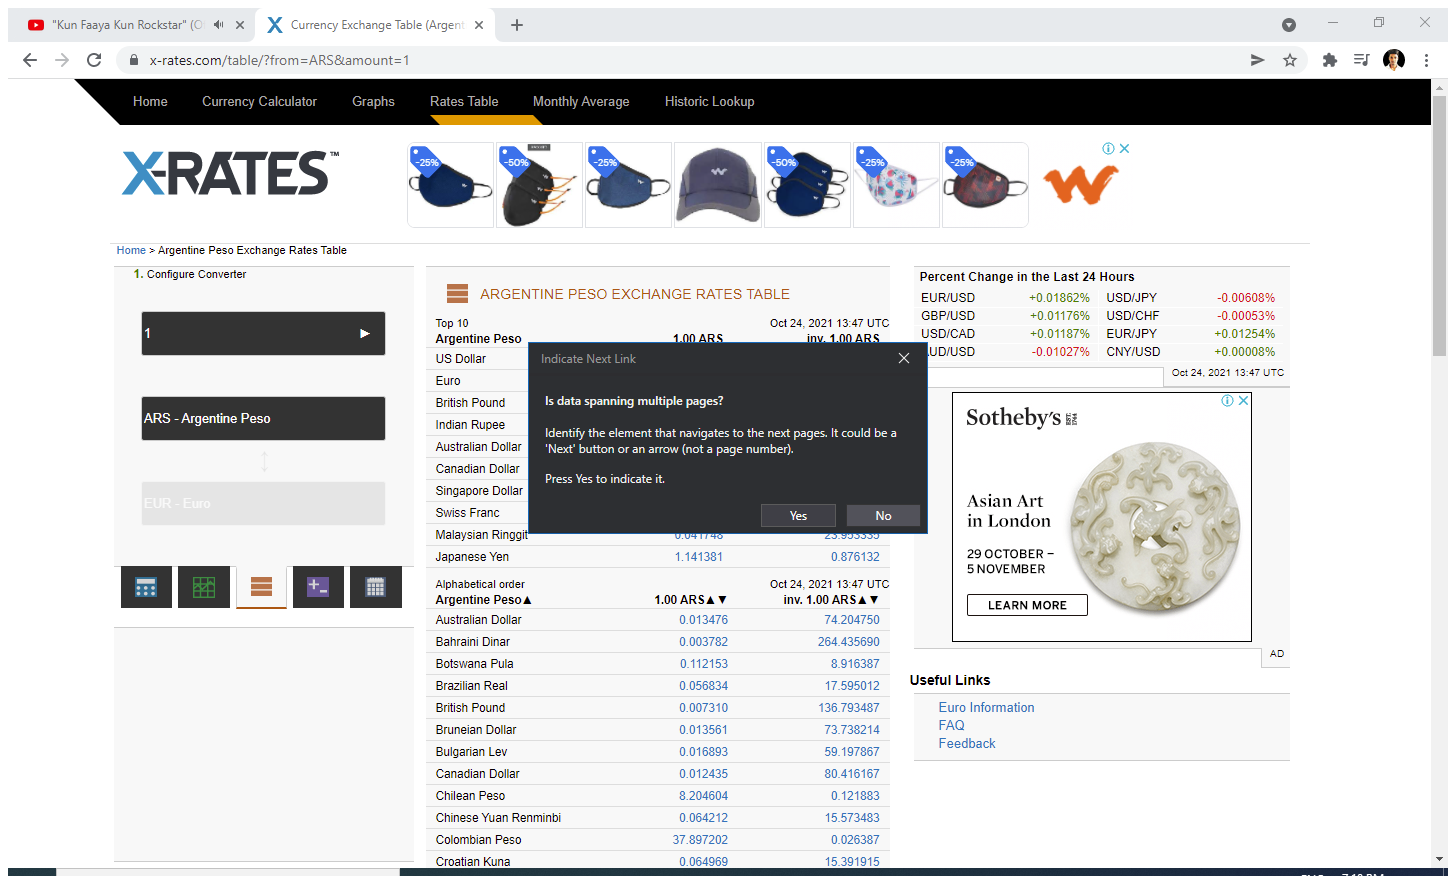 "Kun Faaya Kun Rockstar" (O
Currency Exchange Table (Argent
x-rates.com/table/?from=ARS&amount=1
Home Currency Calculator Graphs Rates Table Monthly Average Historic Lookup
X-RATES™
-25% -50% -25% -50% -25% -25%
Home > Argentine Peso Exchange Rates Table
1. Configure Converter
1
ARS - Argentine Peso
EUR - Euro
ARGENTINE PESO EXCHANGE RATES TABLE
Top 10 Oct 24, 2021 13:47 UTC
Argentine Peso 1.00 ARS inv. 1.00 ARS
US Dollar
Euro
British Pound
Indian Rupee
Australian Dollar
Canadian Dollar
Singapore Dollar
Swiss Franc
Malaysian Ringgit 0.041748 23.953335
Japanese Yen 1.141381 0.876132
Indicate Next Link
Is data spanning multiple pages?
Identify the element that navigates to the next pages. It could be a
'Next' button or an arrow (not a page number).
Press Yes to indicate it.
Yes No
Alphabetical order Oct 24, 2021 13:47 UTC
Argentine Peso▲ 1.00 ARS▲▼ inv. 1.00 ARS▲▼
Australian Dollar 0.013476 74.204750
Bahraini Dinar 0.003782 264.435690
Botswana Pula 0.112153 8.916387
Brazilian Real 0.056834 17.595012
British Pound 0.007310 136.793487
Bruneian Dollar 0.013561 73.738214
Bulgarian Lev 0.016893 59.197867
Canadian Dollar 0.012435 80.416167
Chilean Peso 8.204604 0.121883
Chinese Yuan Renminbi 0.064212 15.573483
Colombian Peso 37.897202 0.026387
Croatian Kuna 0.064969 15.391915
Percent Change in the Last 24 Hours
EUR/USD +0.01862% USD/JPY -0.00608%
GBP/USD +0.01176% USD/CHF -0.00053%
USD/CAD +0.01187% EUR/JPY +0.01254%
UD/USD -0.01027% CNY/USD +0.00008%
Oct 24, 2021 13:47 UTC
Sotheby's
Asian Art
in London
29 OCTOBER –
5 NOVEMBER
LEARN MORE
AD
Useful Links
Euro Information
FAQ
Feedback